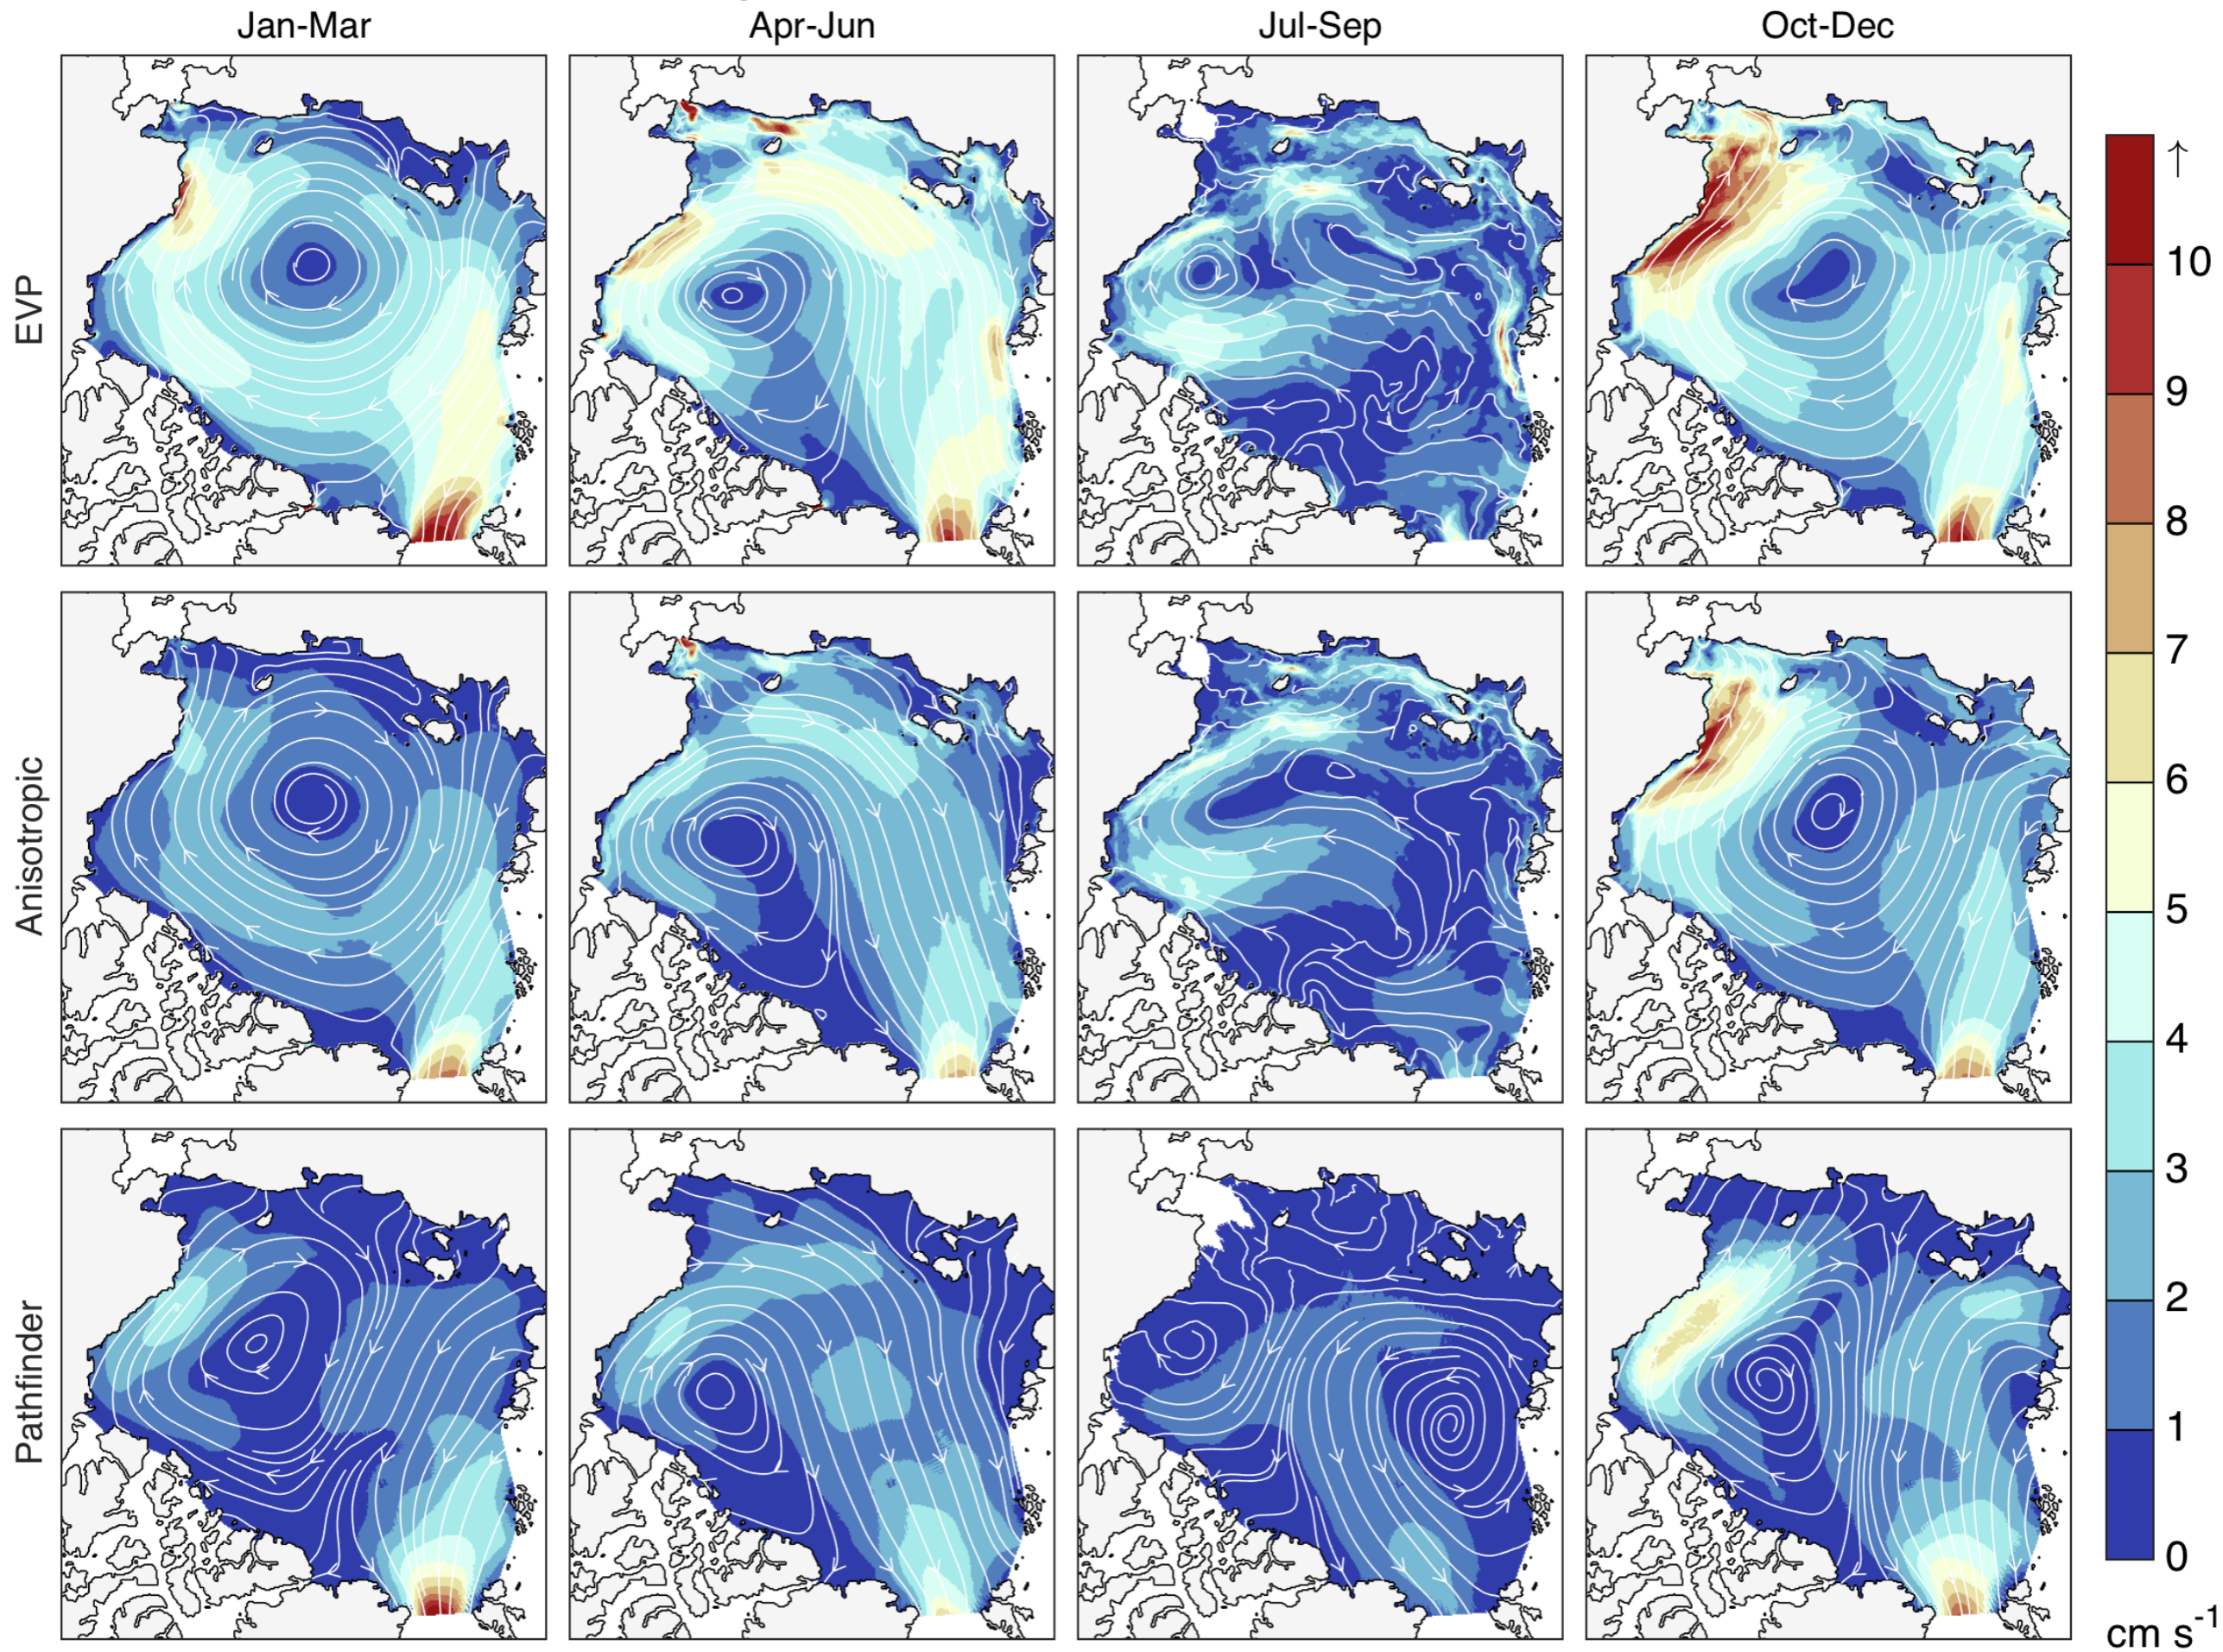 Jan-Mar Apr-Jun Jul-Sep Oct-Dec
EVP
Anisotropic
Pathfinder
↑
10
9
8
7
6
5
4
3
2
1
0
cm s⁻¹